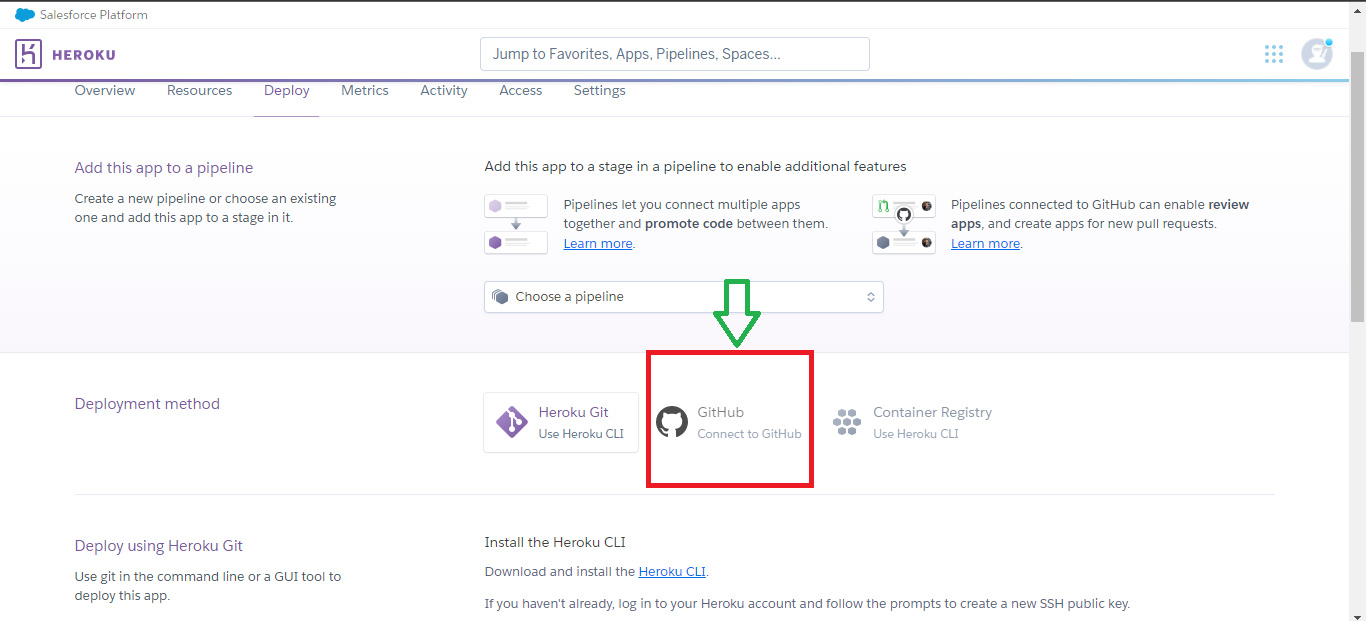 Salesforce Platform
HEROKU
Jump to Favorites, Apps, Pipelines, Spaces...
Overview Resources Deploy Metrics Activity Access Settings
Add this app to a pipeline
Create a new pipeline or choose an existing
one and add this app to a stage in it.
Add this app to a stage in a pipeline to enable additional features
Pipelines let you connect multiple apps
together and promote code between them.
Learn more.
Pipelines connected to GitHub can enable review
apps, and create apps for new pull requests.
Learn more.
Choose a pipeline
Deployment method
Heroku Git
Use Heroku CLI
GitHub
Connect to GitHub
Container Registry
Use Heroku CLI
Deploy using Heroku Git
Use git in the command line or a GUI tool to
deploy this app.
Install the Heroku CLI
Download and install the Heroku CLI.
If you haven't already, log in to your Heroku account and follow the prompts to create a new SSH public key.